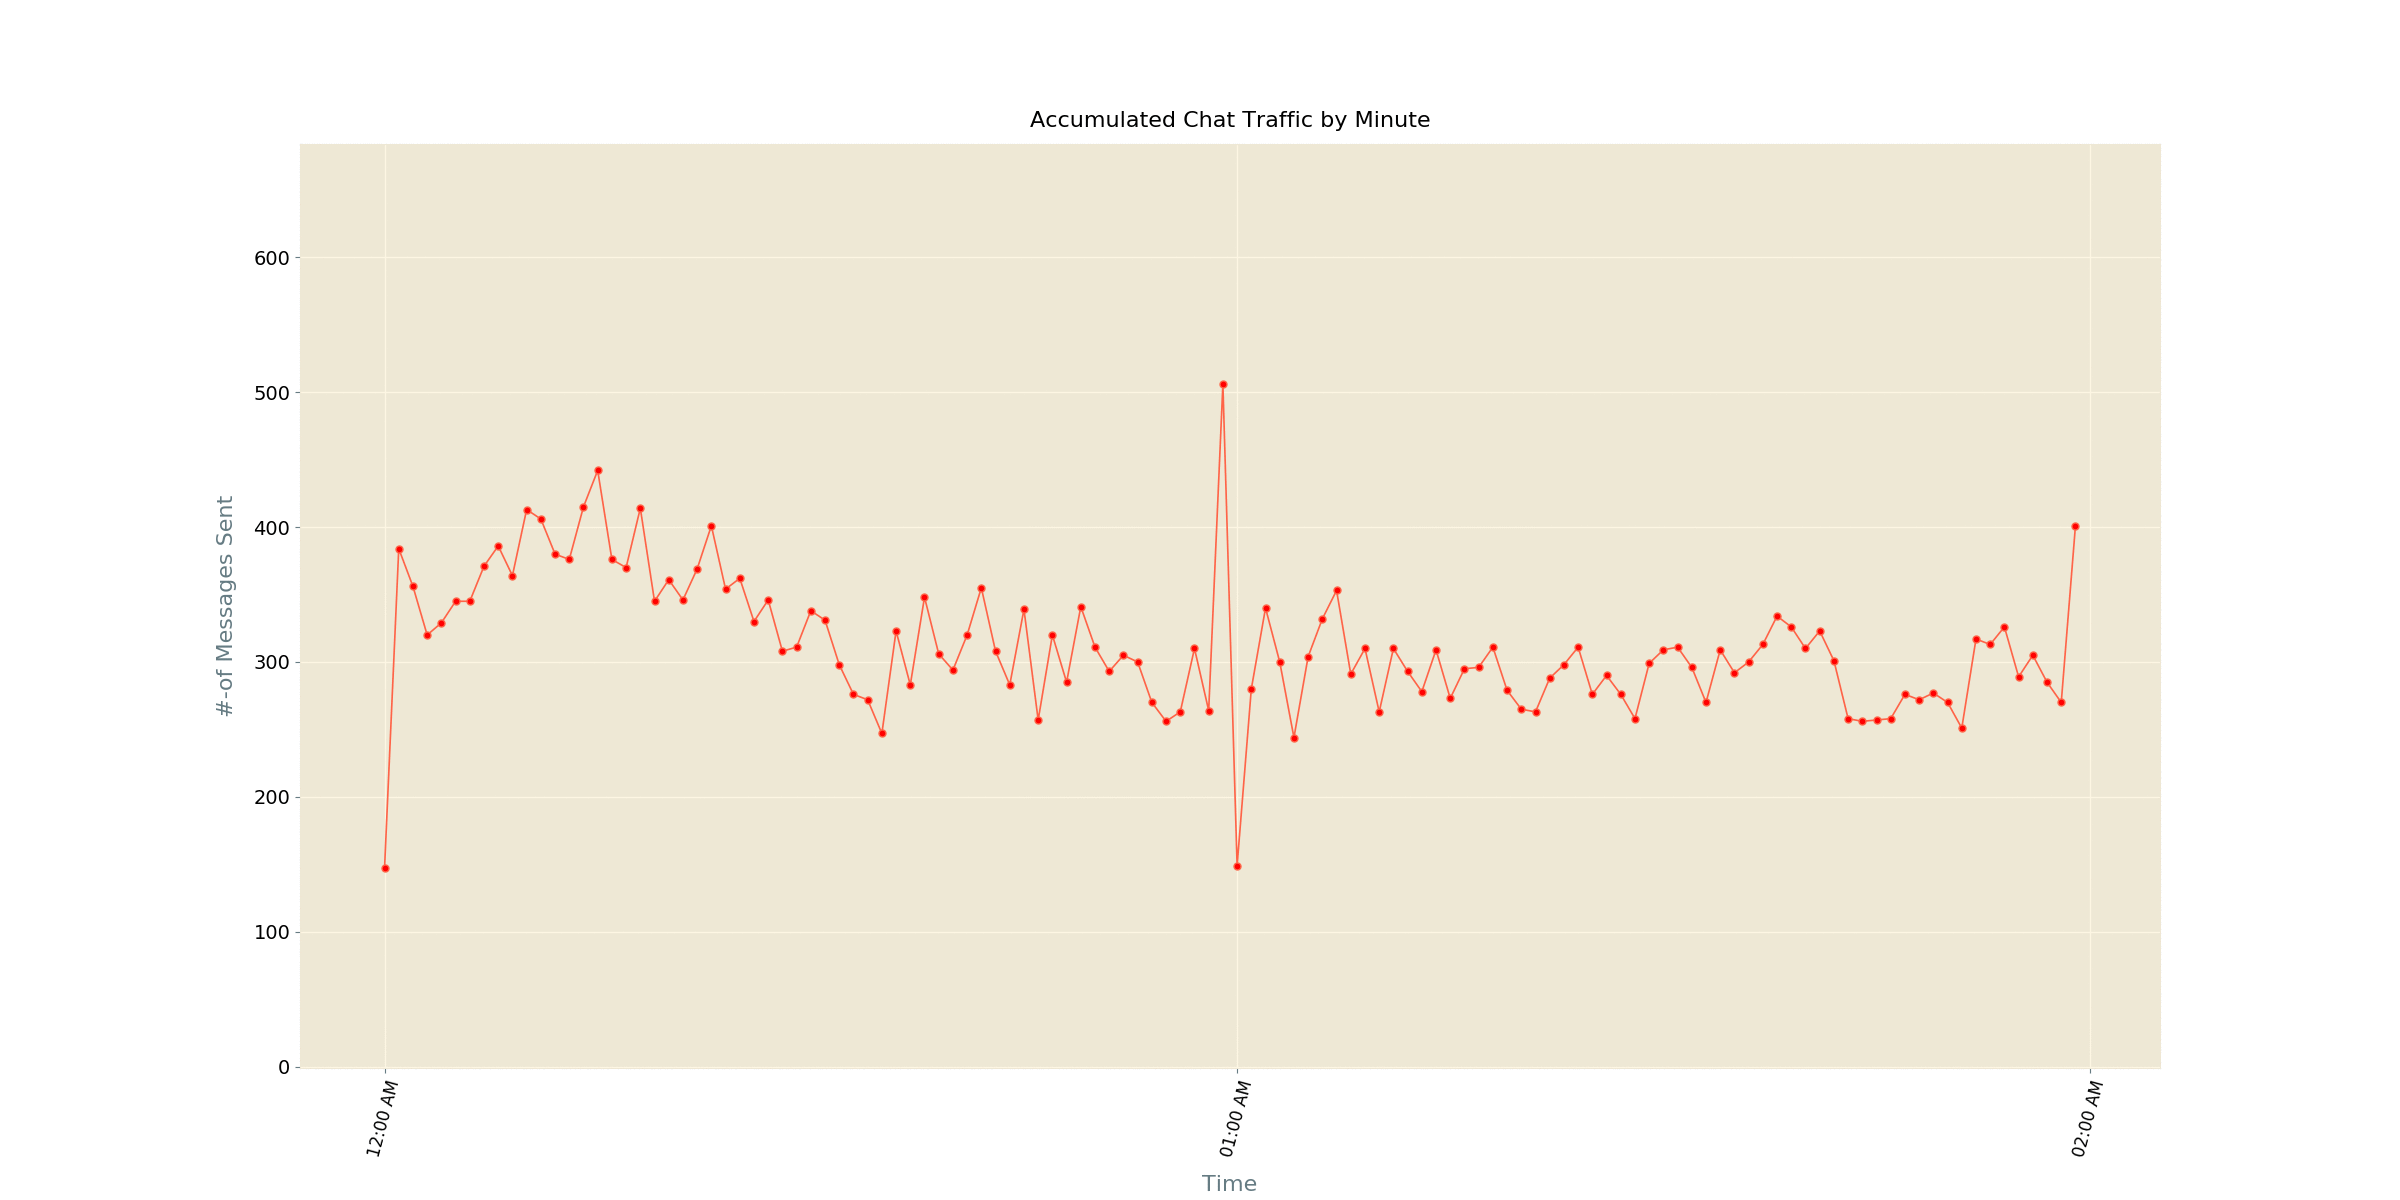 Accumulated Chat Traffic by Minute
#-of Messages Sent
600
500
400
300
200
100
0
12:00 AM
01:00 AM
02:00 AM
Time